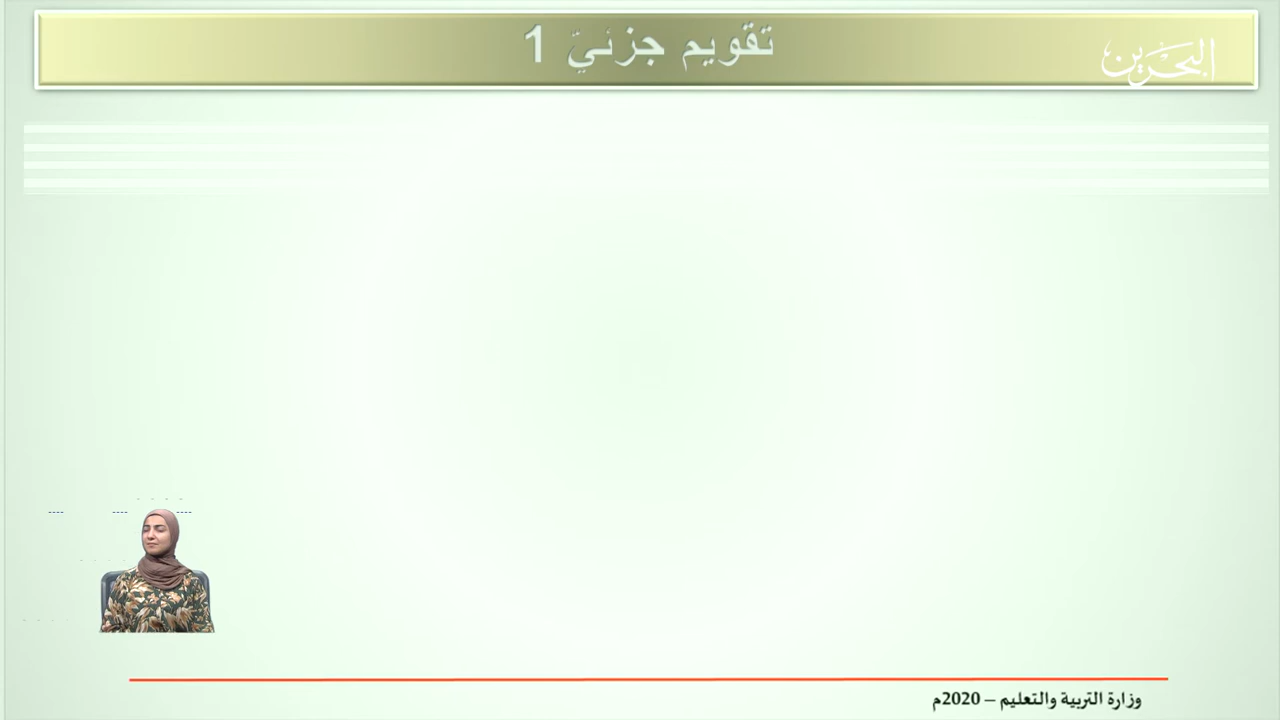 تقويم جزئيّ 1
البحرين
وزارة التربية والتعليم – 2020م